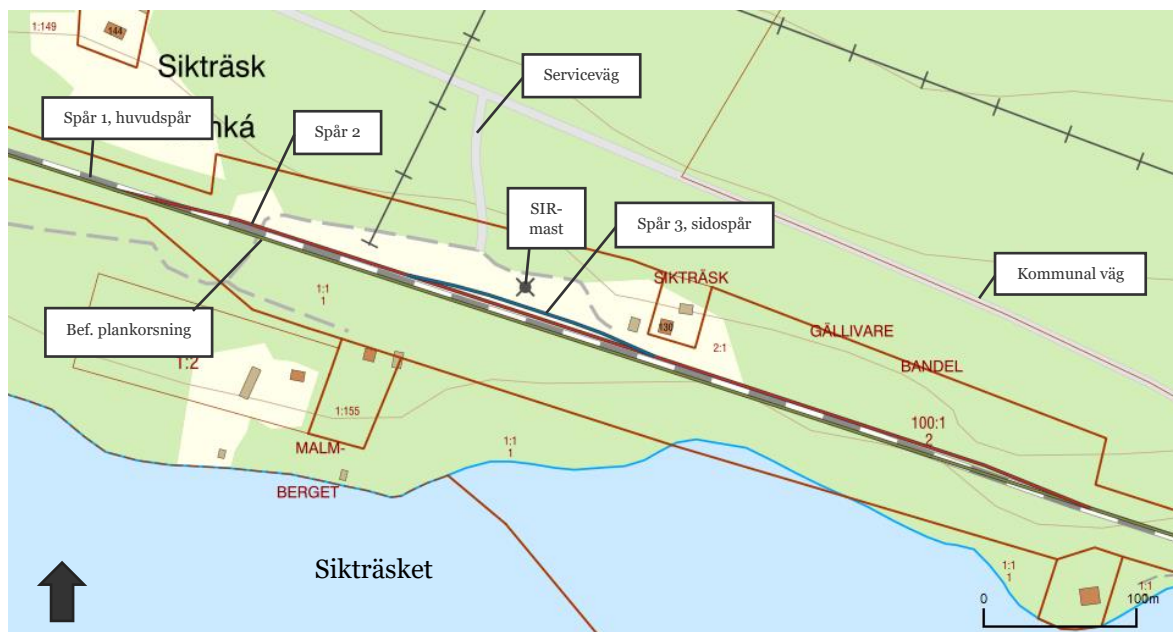 1:149
144
Sikträsk
nká
Serviceväg
Spår 1, huvudspår
Spår 2
SIR-
mast
Spår 3, sidospår
Kommunal väg
SIKTRÄSK
130
2:1
GÄLLIVARE
BANDEL
Bef. plankorsning
1:1
1
1:2
1:155
100:1
2
MALM-
1:1
1
BERGET
Sikträsket
1:1
1
1:1
1
0
100m